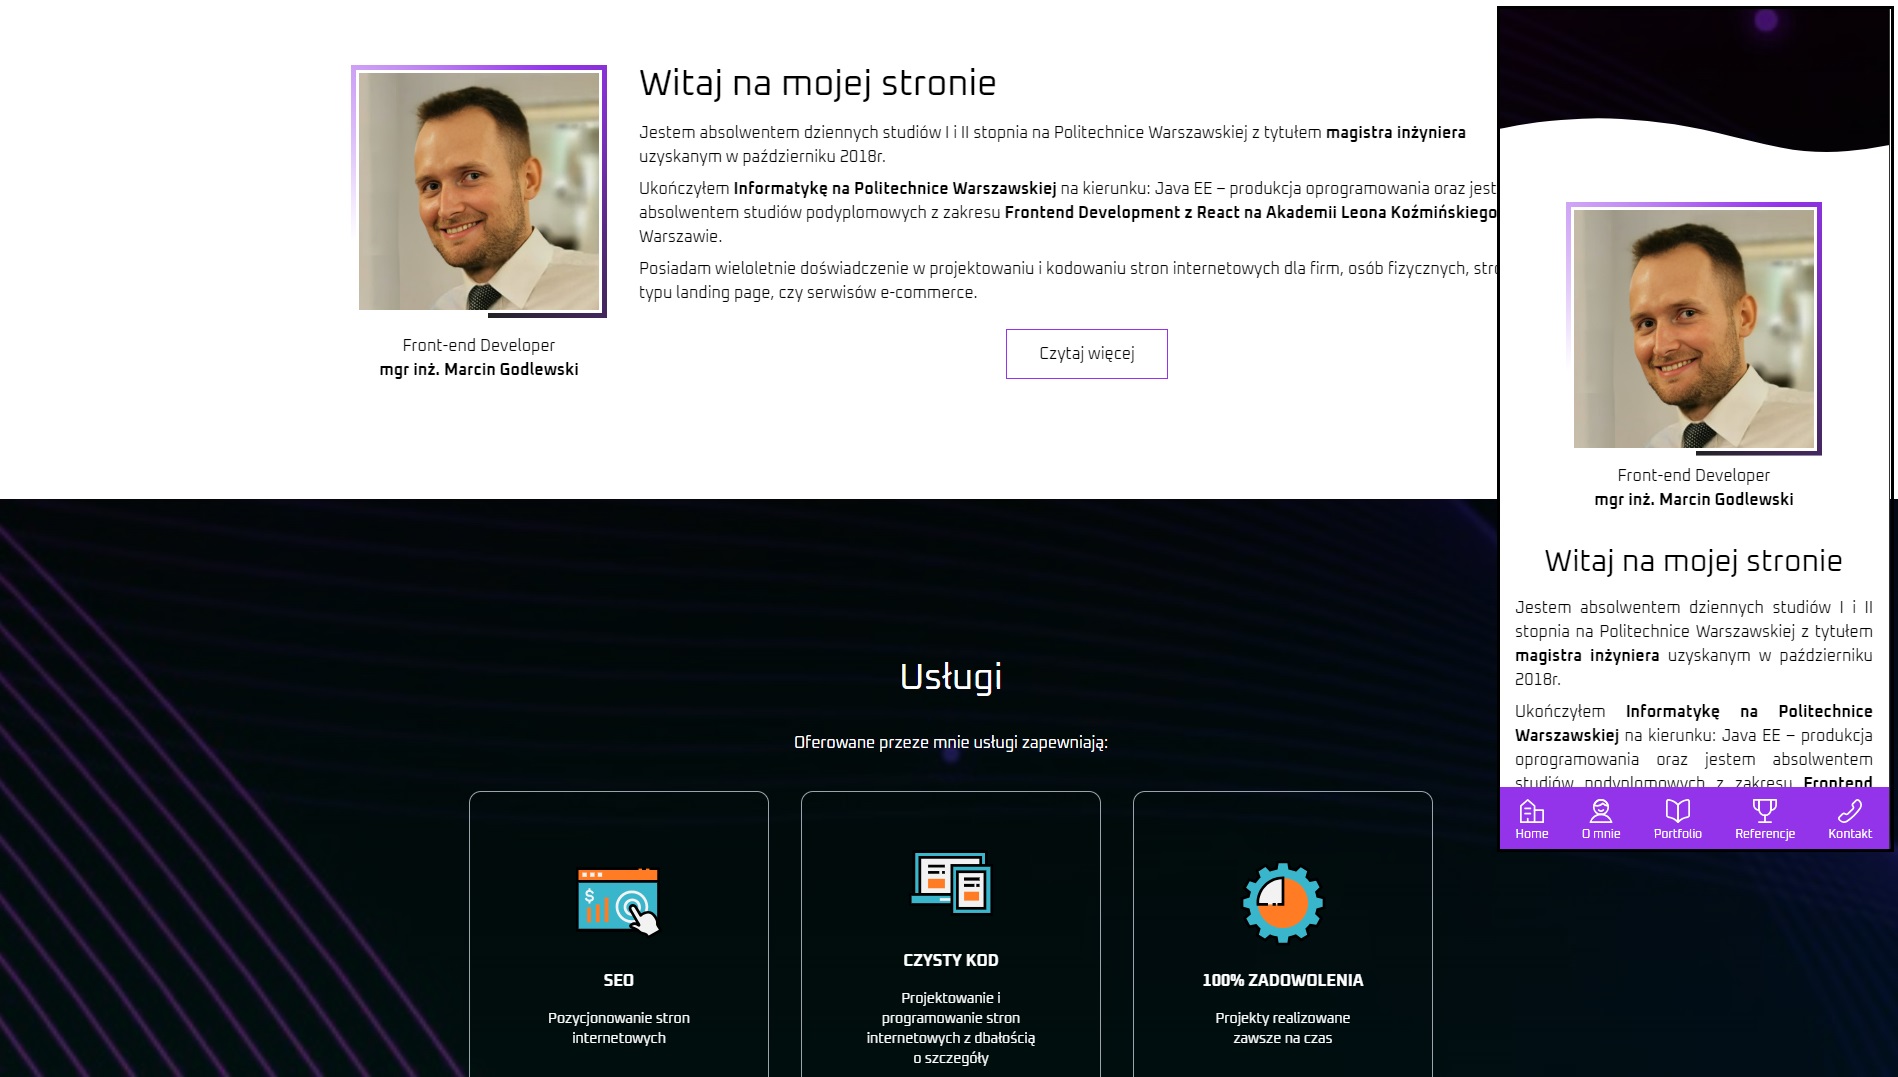 Witaj na mojej stronie
Jestem absolwentem dziennych studiów I i II stopnia na Politechnice Warszawskiej z tytułem magistra inżyniera
uzyskanym w październiku 2018r.
Ukończyłem Informatykę na Politechnice Warszawskiej na kierunku: Java EE – produkcja oprogramowania oraz jest
absolwentem studiów podyplomowych z zakresu Frontend Development z React na Akademii Leona Koźmińskiego
Warszawie.
Posiadam wieloletnie doświadczenie w projektowaniu i kodowaniu stron internetowych dla firm, osób fizycznych,
typu landing page, czy serwisów e-commerce.
Czytaj więcej
Front-end Developer
mgr inż. Marcin Godlewski
Usługi
Oferowane przeze mnie usługi zapewniają:
SEO
Pozycjonowanie stron
internetowych
CZYSTY KOD
Projektowanie i
programowanie stron
internetowych z dbałością
o szczegóły
100% ZADOWOLENIA
Projekty realizowane
zawsze na czas
Front-end Developer
mgr inż. Marcin Godlewski
Witaj na mojej stronie
Jestem absolwentem dziennych studiów I i II
stopnia na Politechnice Warszawskiej z tytułem
magistra inżyniera uzyskanym w październiku
2018r.
Ukończyłem Informatykę na Politechnice
Warszawskiej na kierunku: Java EE – produkcja
oprogramowania oraz jestem absolwentem
studiów podyplomowych z zakresu Frontend
Home
O mnie
Portfolio
Referencje
Kontakt